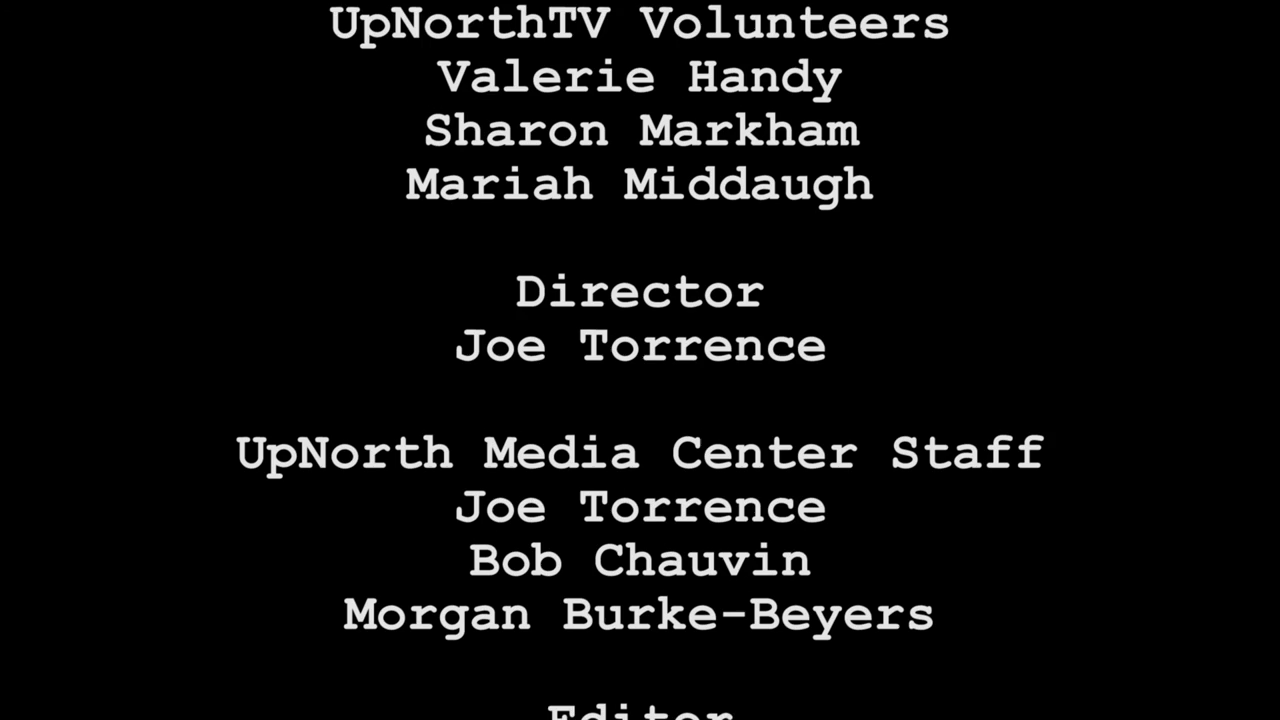 UpNorthTV Volunteers
Valerie Handy
Sharon Markham
Mariah Middaugh
Director
Joe Torrence
UpNorth Media Center Staff
Joe Torrence
Bob Chauvin
Morgan Burke-Beyers
Editor